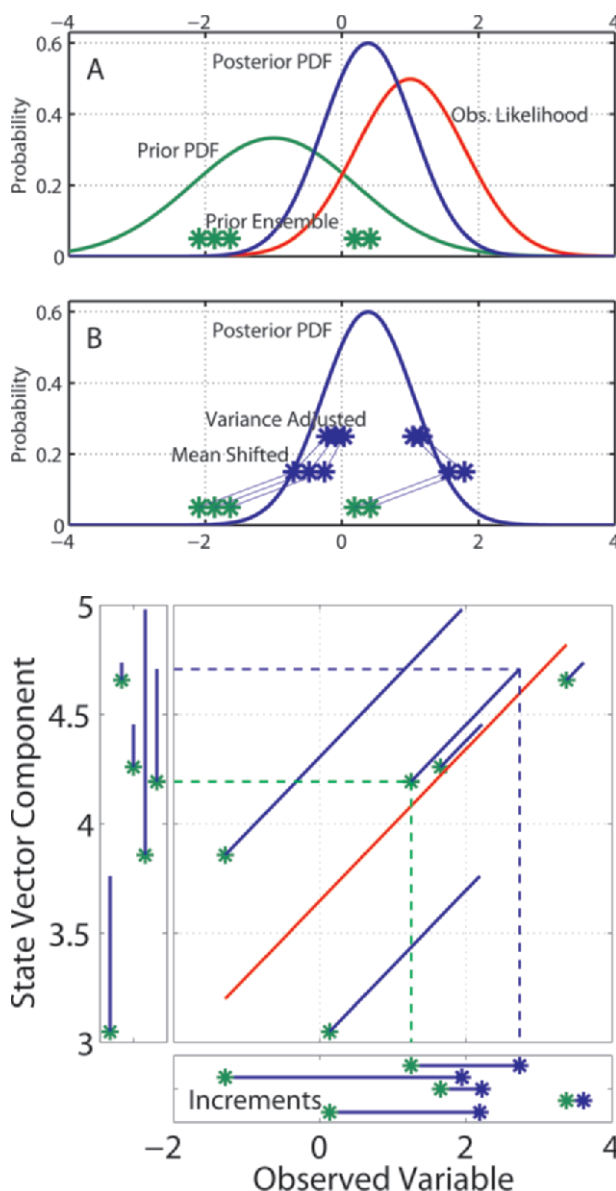 −4 −2 0 2 4
0.6
A
Posterior PDF
Obs. Likelihood
0.4
Prior PDF
Probability
0.2
Prior Ensemble
0
−4 −2 0 2 4
0.6
B
Posterior PDF
0.4
Variance Adjusted
Probability
0.2
Mean Shifted
0
−4 −2 0 2 4
5
4.5
State Vector Component
4
3.5
3
Increments
−2 0 2 4
Observed Variable